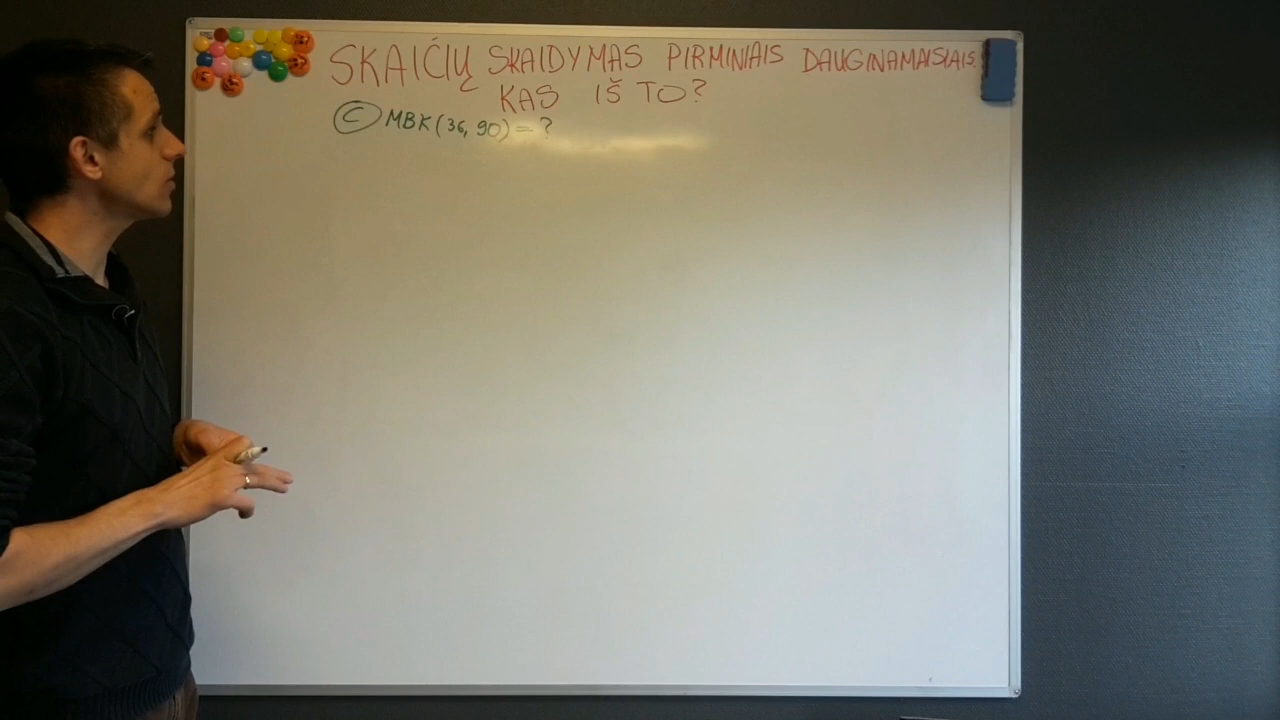 SKAIČIŲ SKAIDYMAS PIRMINIAIS DAUGINAMAISIAIS.
KAS IŠ TO?
Ⓒ MBK(36, 90) = ?